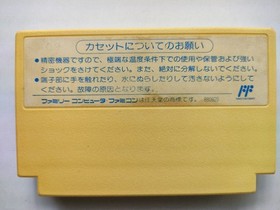 カセットについてのお願い
●精密機器ですので、極端な温度条件下での使用や保管および強い
ショックをさけてください。また、絶対に分解しないでください。
●端子部に手を触れたり、水にぬらしたりして汚さないようにして
ください。故障の原因となります。
ファミリーコンピュータ・ファミコンは任天堂の商標です。